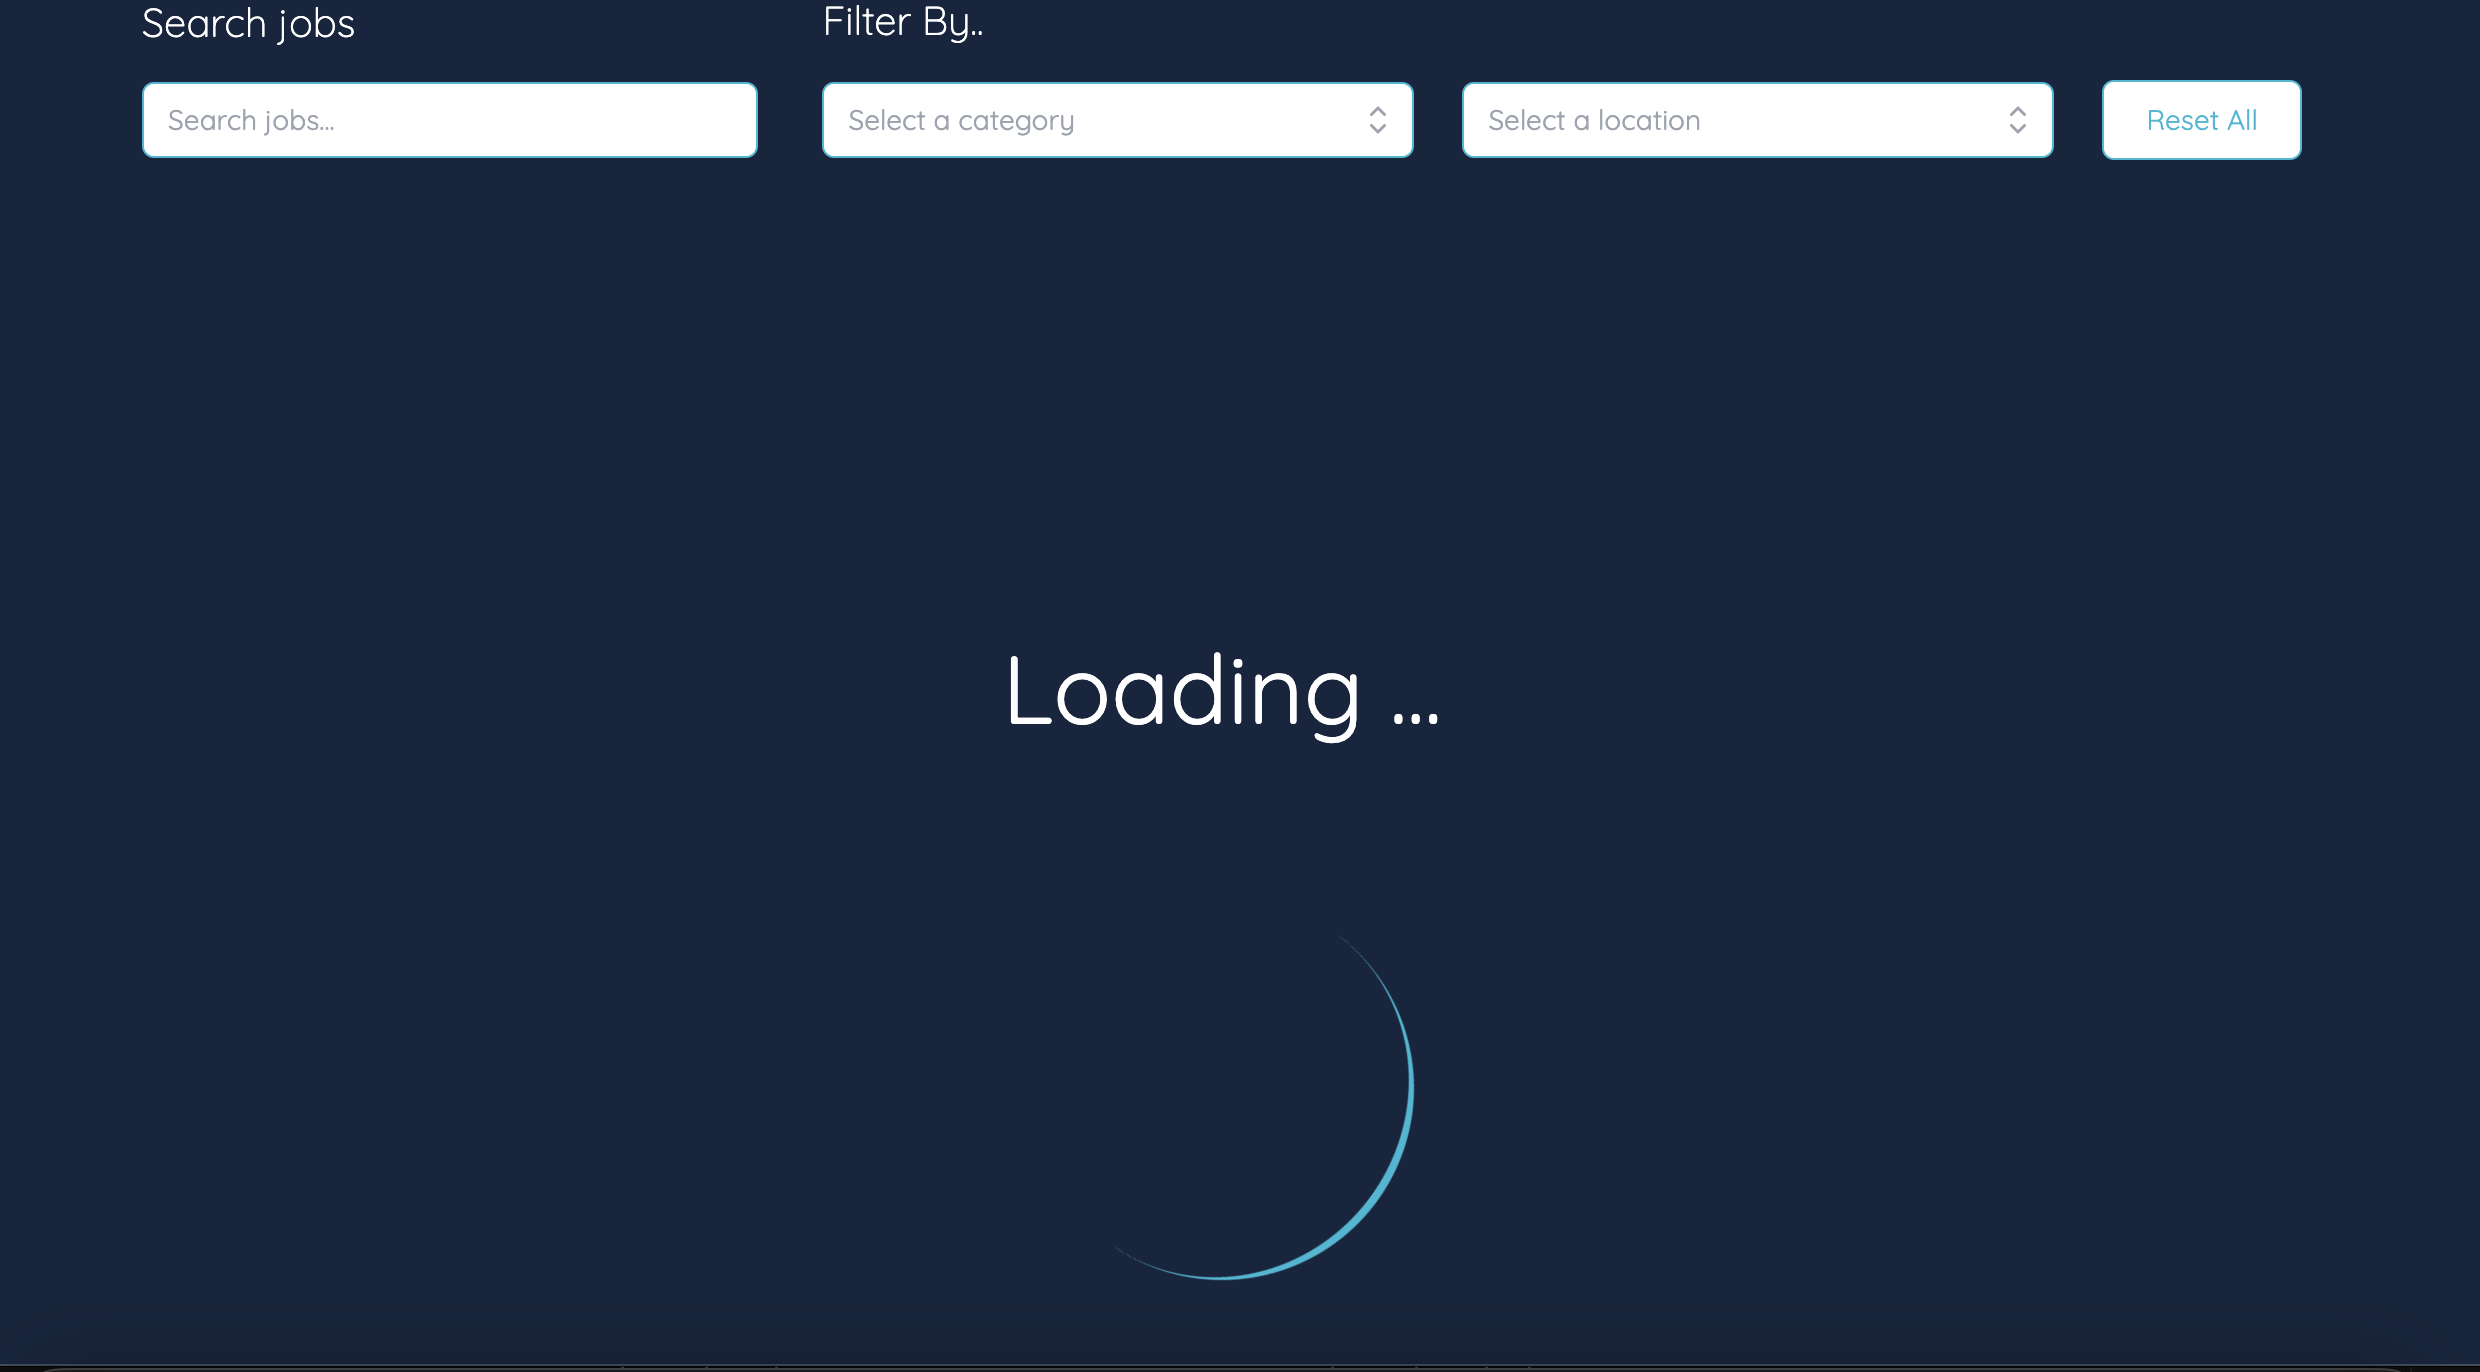 Search jobs
Filter By..
Search jobs...
Select a category
Select a location
Reset All
Loading ...